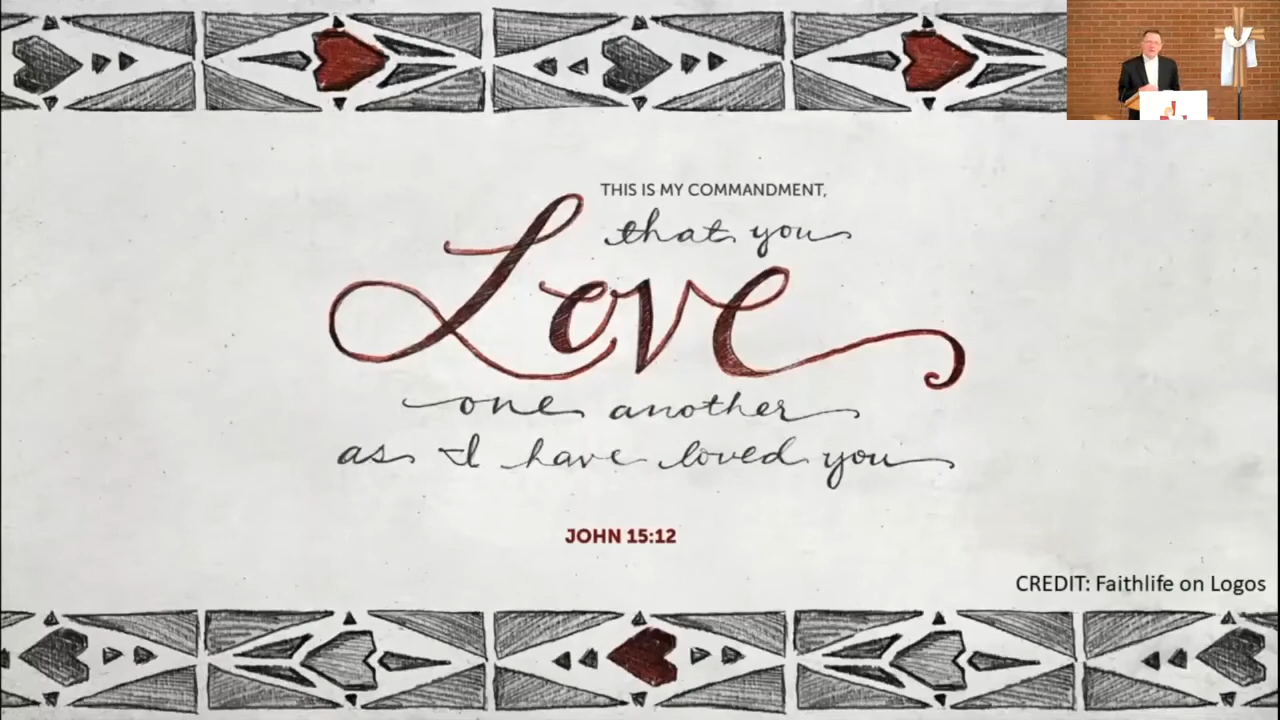 THIS IS MY COMMANDMENT,
that you
Love
one another
as I have loved you
JOHN 15:12
CREDIT: Faithlife on Logos